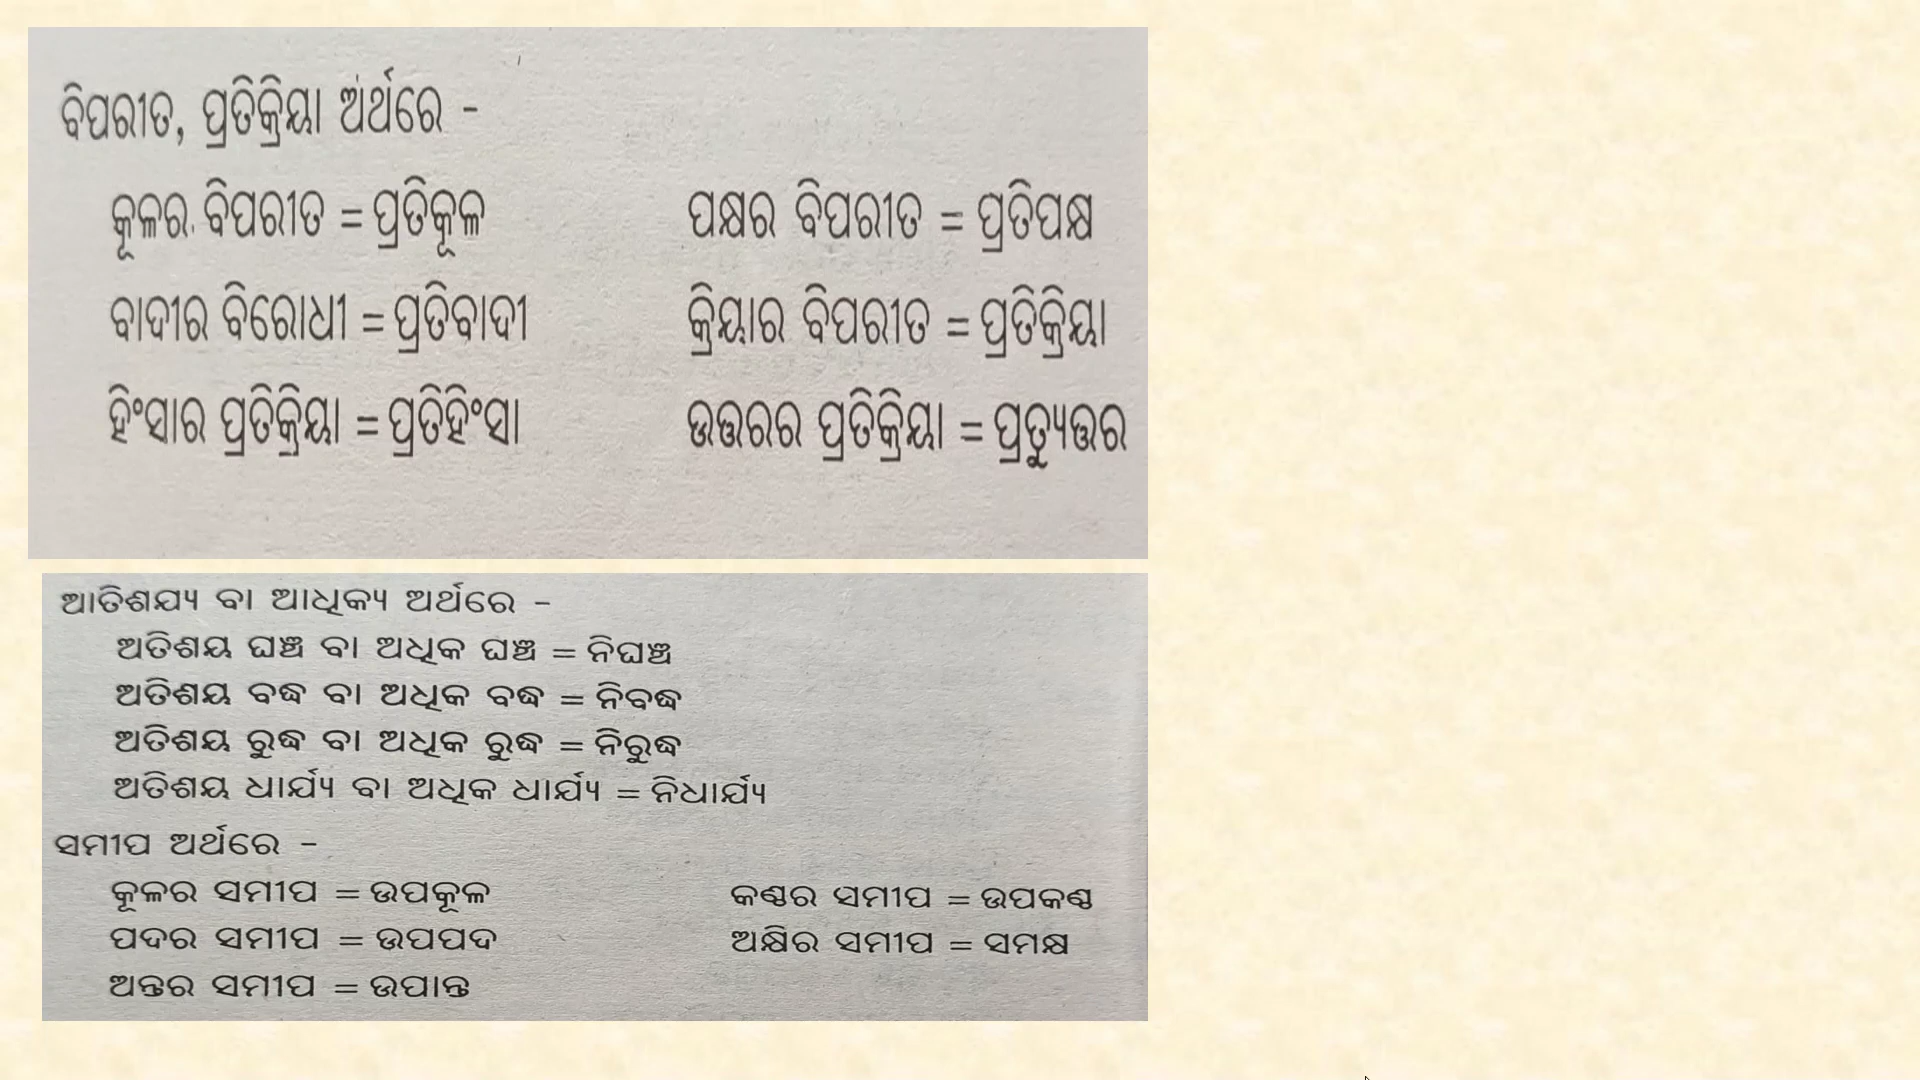 ବିପରୀତ, ପ୍ରତିକ୍ରିୟା ଅର୍ଥରେ -
କୂଳର ବିପରୀତ = ପ୍ରତିକୂଳ ପକ୍ଷର ବିପରୀତ = ପ୍ରତିପକ୍ଷ
ବାଦୀର ବିରୋଧୀ = ପ୍ରତିବାଦୀ କ୍ରିୟାର ବିପରୀତ = ପ୍ରତିକ୍ରିୟା
ହିଂସାର ପ୍ରତିକ୍ରିୟା = ପ୍ରତିହିଂସା ଉତ୍ତରର ପ୍ରତିକ୍ରିୟା = ପ୍ରତ୍ୟୁତ୍ତର
ଆତିଶଯ୍ୟ ବା ଆଧିକ୍ୟ ଅର୍ଥରେ -
ଅତିଶୟ ଘଞ୍ଚ ବା ଅଧିକ ଘଞ୍ଚ = ନିଘଞ୍ଚ
ଅତିଶୟ ବଦ୍ଧ ବା ଅଧିକ ବଦ୍ଧ = ନିବଦ୍ଧ
ଅତିଶୟ ରୁଦ୍ଧ ବା ଅଧିକ ରୁଦ୍ଧ = ନିରୁଦ୍ଧ
ଅତିଶୟ ଧାର୍ଯ୍ୟ ବା ଅଧିକ ଧାର୍ଯ୍ୟ = ନିଧାର୍ଯ୍ୟ
ସମୀପ ଅର୍ଥରେ -
କୂଳର ସମୀପ = ଉପକୂଳ କଣ୍ଠର ସମୀପ = ଉପକଣ୍ଠ
ପଦର ସମୀପ = ଉପପଦ ଅକ୍ଷିର ସମୀପ = ସମକ୍ଷ
ଅନ୍ତର ସମୀପ = ଉପାନ୍ତ